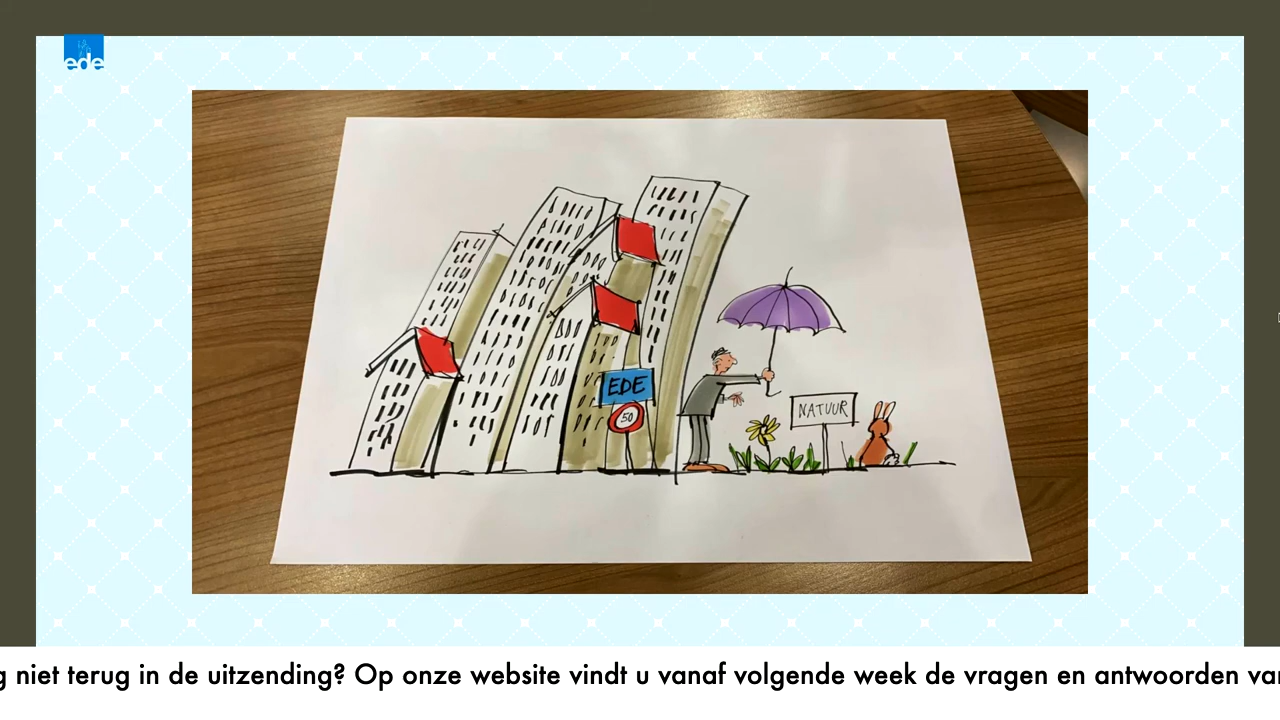 ede
EDE
50
NATUUR
g niet terug in de uitzending? Op onze website vindt u vanaf volgende week de vragen en antwoorden van